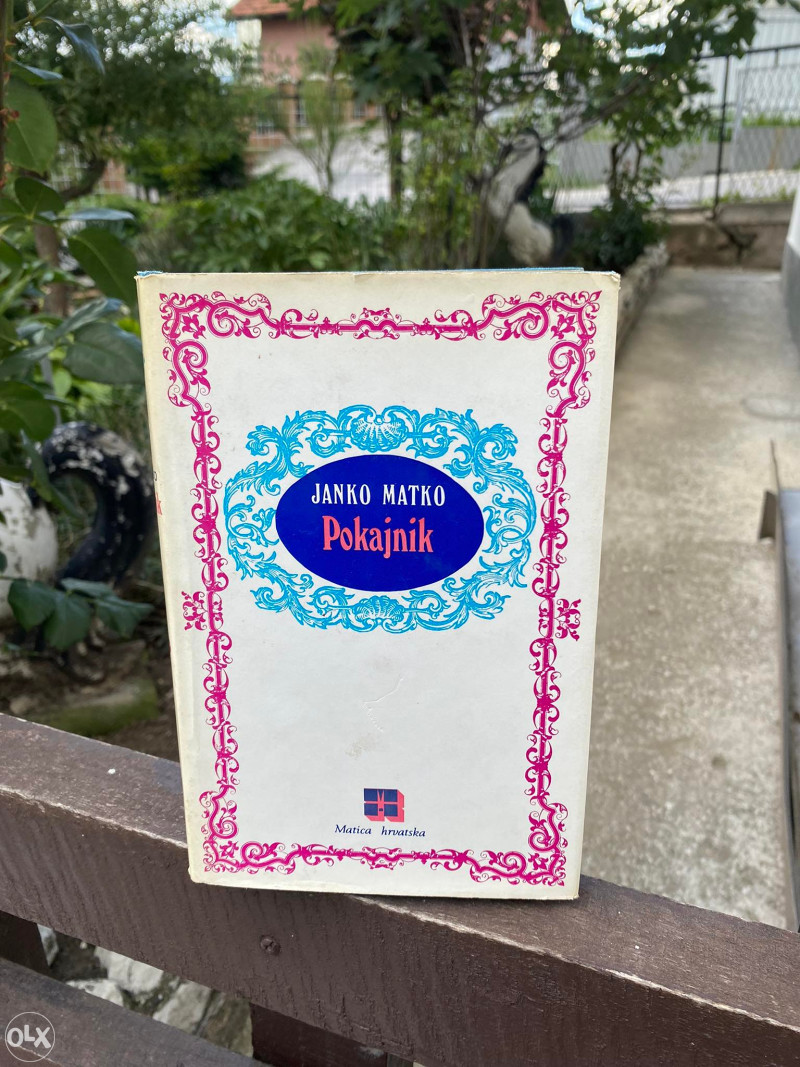 JANKO MATKO
Pokajnik
Matica hrvatska
OLX